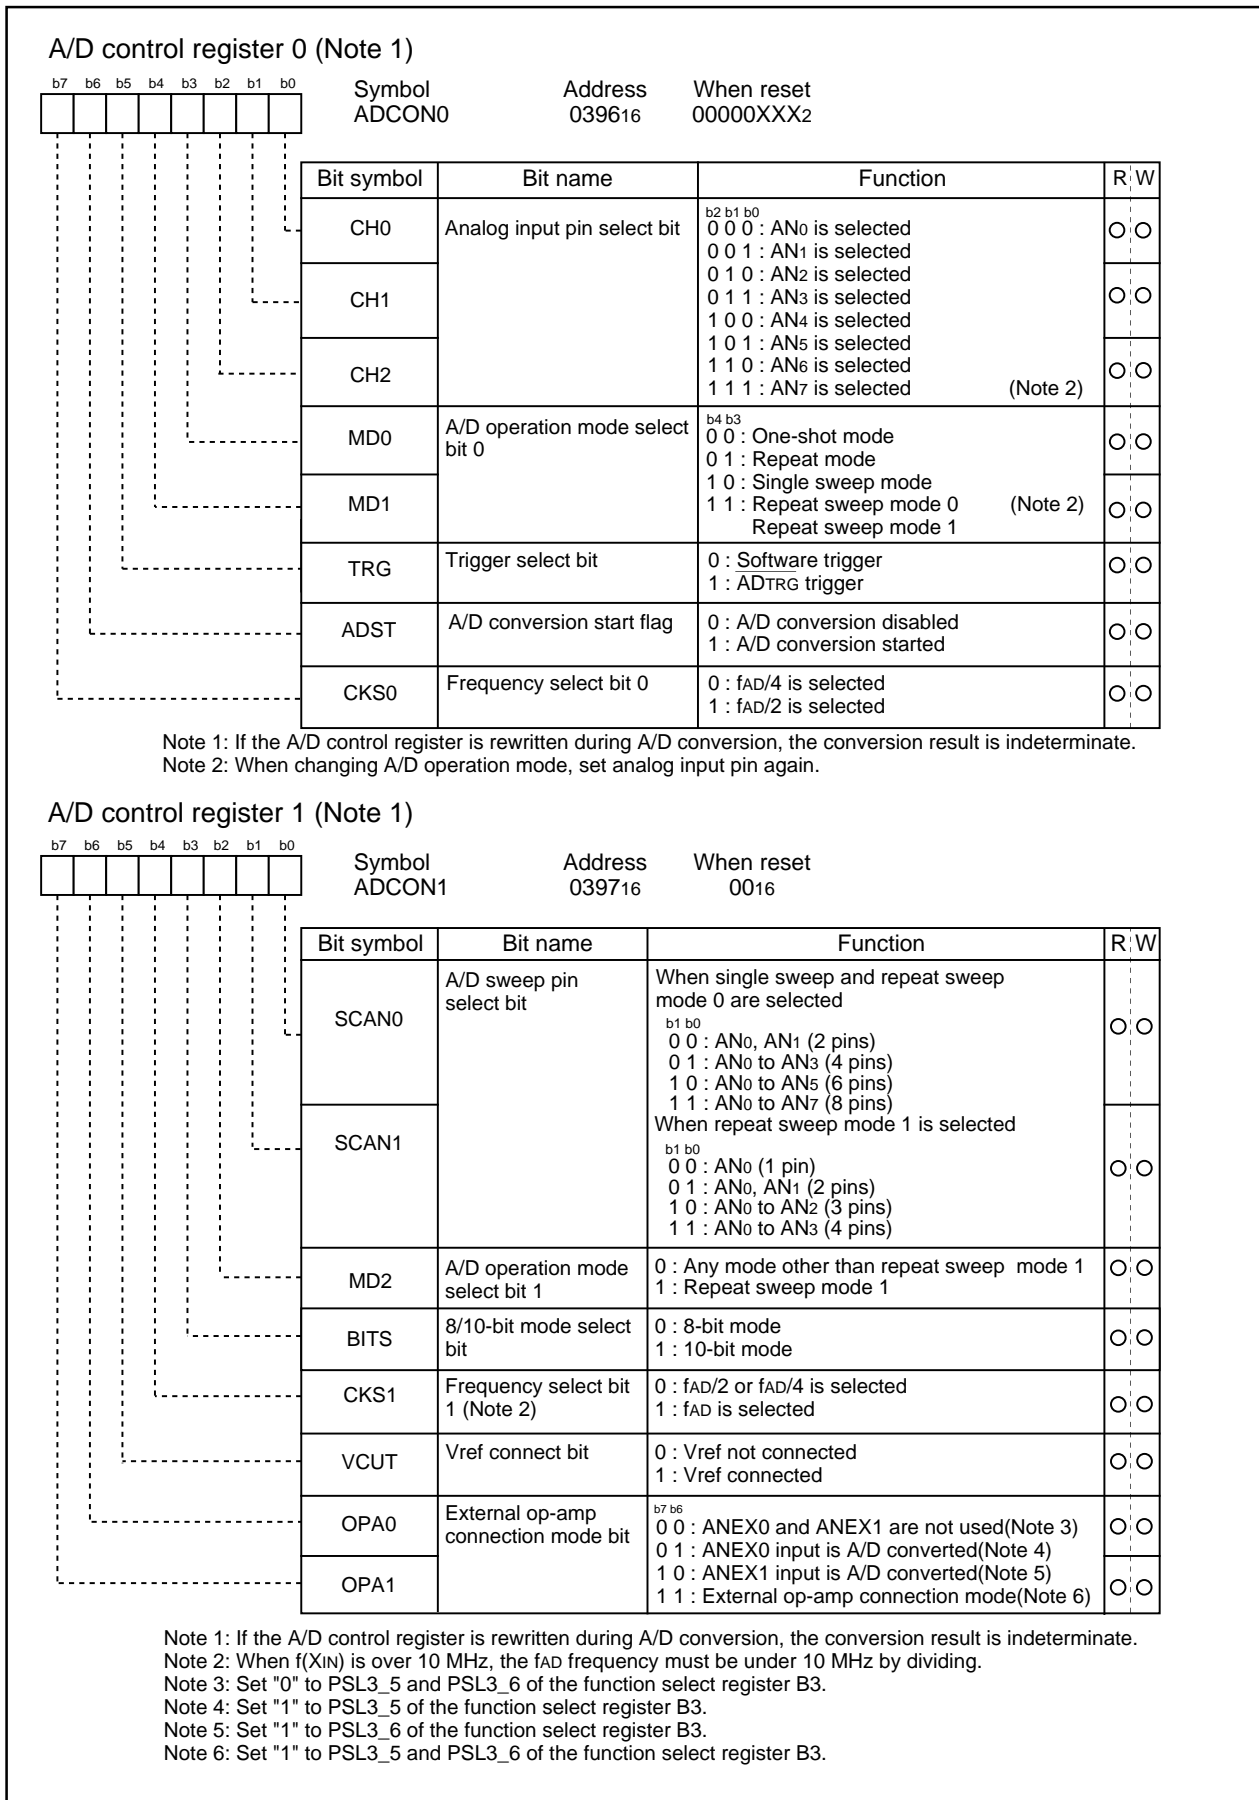 A/D control register 0 (Note 1)
b7 b6 b5 b4 b3 b2 b1 b0
Symbol Address When reset
ADCON0 039616 00000XXX2
Bit symbol Bit name Function R W
CH0 Analog input pin select bit
b2 b1 b0
0 0 0 : AN0 is selected
0 0 1 : AN1 is selected
0 1 0 : AN2 is selected
CH1
0 1 1 : AN3 is selected
1 0 0 : AN4 is selected
1 0 1 : AN5 is selected
CH2
1 1 0 : AN6 is selected
1 1 1 : AN7 is selected (Note 2)
MD0 A/D operation mode select
bit 0
b4 b3
0 0 : One-shot mode
0 1 : Repeat mode
1 0 : Single sweep mode
MD1
1 1 : Repeat sweep mode 0 (Note 2)
Repeat sweep mode 1
TRG Trigger select bit
0 : Software trigger
1 : ADTRG trigger
ADST A/D conversion start flag
0 : A/D conversion disabled
1 : A/D conversion started
CKS0 Frequency select bit 0
0 : fAD/4 is selected
1 : fAD/2 is selected
Note 1: If the A/D control register is rewritten during A/D conversion, the conversion result is indeterminate.
Note 2: When changing A/D operation mode, set analog input pin again.
A/D control register 1 (Note 1)
b7 b6 b5 b4 b3 b2 b1 b0
Symbol Address When reset
ADCON1 039716 0016
Bit symbol Bit name Function R W
SCAN0
A/D sweep pin
select bit
When single sweep and repeat sweep
mode 0 are selected
b1 b0
0 0 : AN0, AN1 (2 pins)
0 1 : AN0 to AN3 (4 pins)
1 0 : AN0 to AN5 (6 pins)
1 1 : AN0 to AN7 (8 pins)
SCAN1
When repeat sweep mode 1 is selected
b1 b0
0 0 : AN0 (1 pin)
0 1 : AN0, AN1 (2 pins)
1 0 : AN0 to AN2 (3 pins)
1 1 : AN0 to AN3 (4 pins)
MD2
A/D operation mode
select bit 1
0 : Any mode other than repeat sweep mode 1
1 : Repeat sweep mode 1
BITS
8/10-bit mode select
bit
0 : 8-bit mode
1 : 10-bit mode
CKS1
Frequency select bit
1 (Note 2)
0 : fAD/2 or fAD/4 is selected
1 : fAD is selected
VCUT
Vref connect bit
0 : Vref not connected
1 : Vref connected
OPA0
External op-amp
connection mode bit
b7 b6
0 0 : ANEX0 and ANEX1 are not used(Note 3)
0 1 : ANEX0 input is A/D converted(Note 4)
OPA1
1 0 : ANEX1 input is A/D converted(Note 5)
1 1 : External op-amp connection mode(Note 6)
Note 1: If the A/D control register is rewritten during A/D conversion, the conversion result is indeterminate.
Note 2: When f(XIN) is over 10 MHz, the fAD frequency must be under 10 MHz by dividing.
Note 3: Set "0" to PSL3_5 and PSL3_6 of the function select register B3.
Note 4: Set "1" to PSL3_5 of the function select register B3.
Note 5: Set "1" to PSL3_6 of the function select register B3.
Note 6: Set "1" to PSL3_5 and PSL3_6 of the function select register B3.